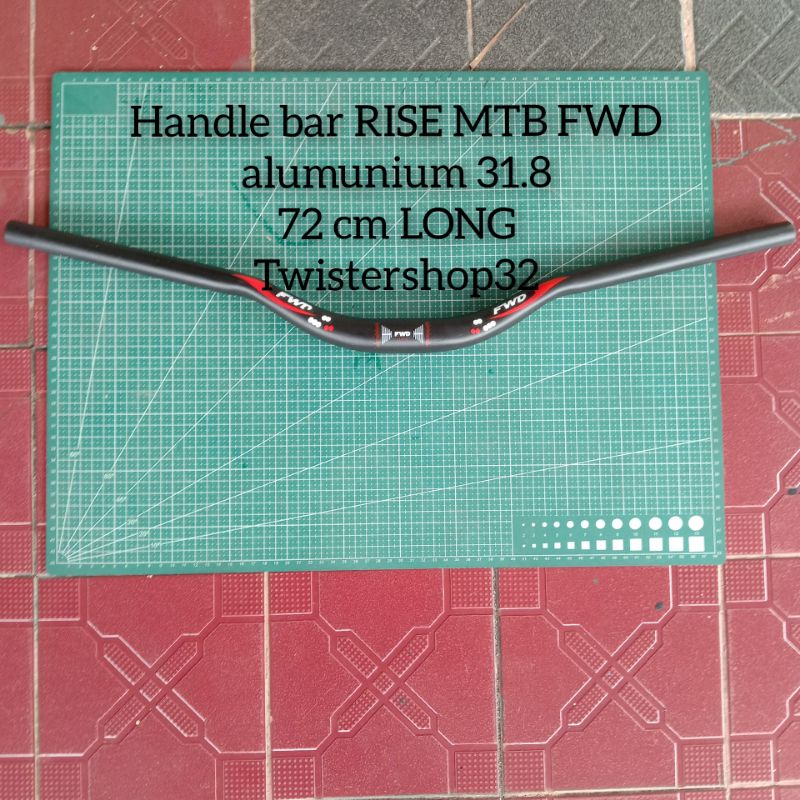 Handle bar RISE MTB FWD
alumunium 31.8
72 cm LONG
Twistershop32
FWD
FWD
FWD